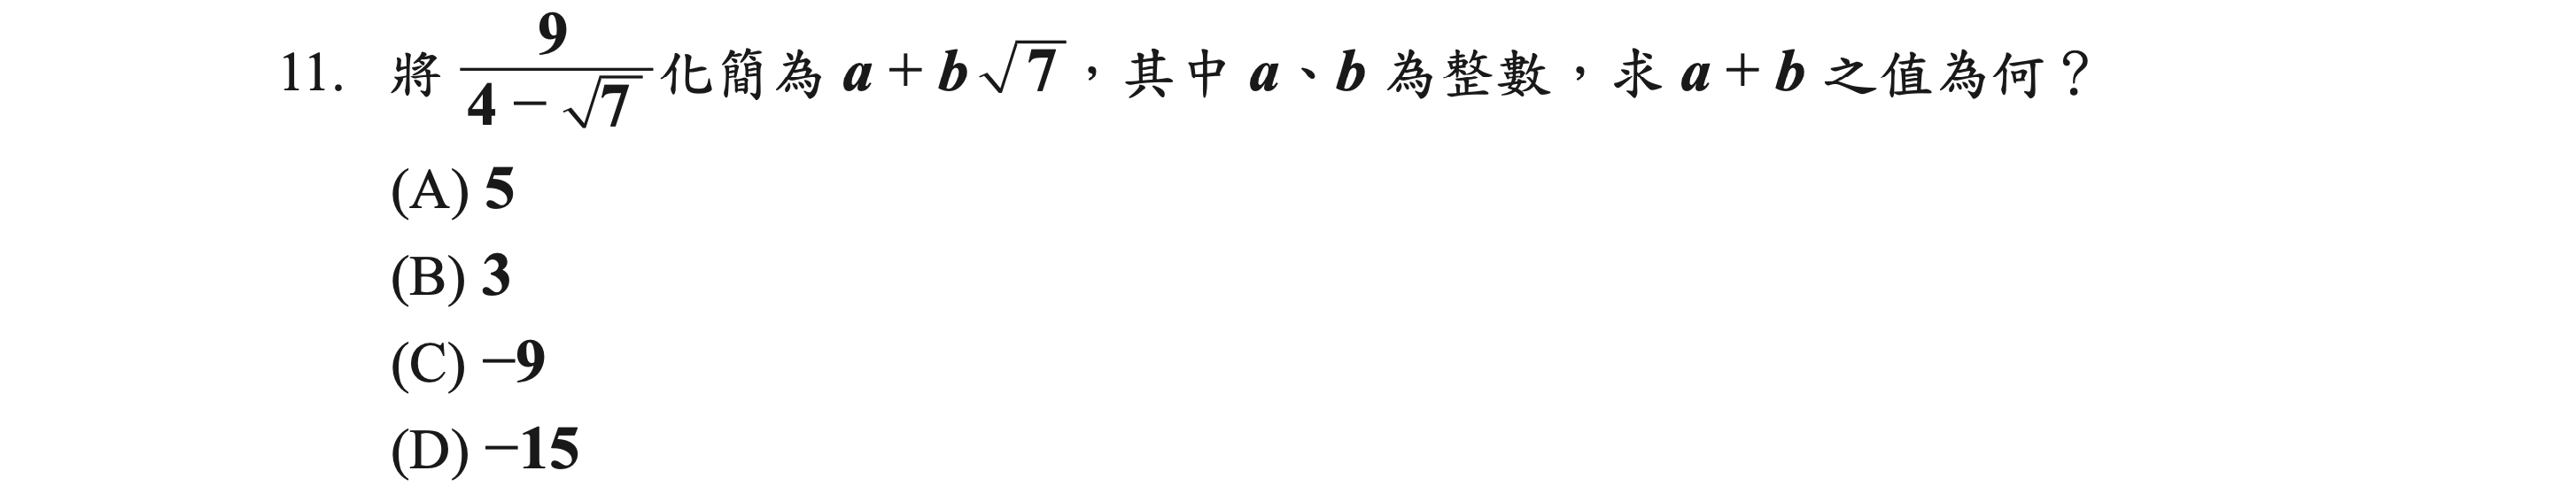 11. 將 \frac{9}{4-\sqrt{7}} 化簡為 a+b\sqrt{7},其中 a、b 為整數,求 a+b 之值為何?
(A) 5
(B) 3
(C) −9
(D) −15